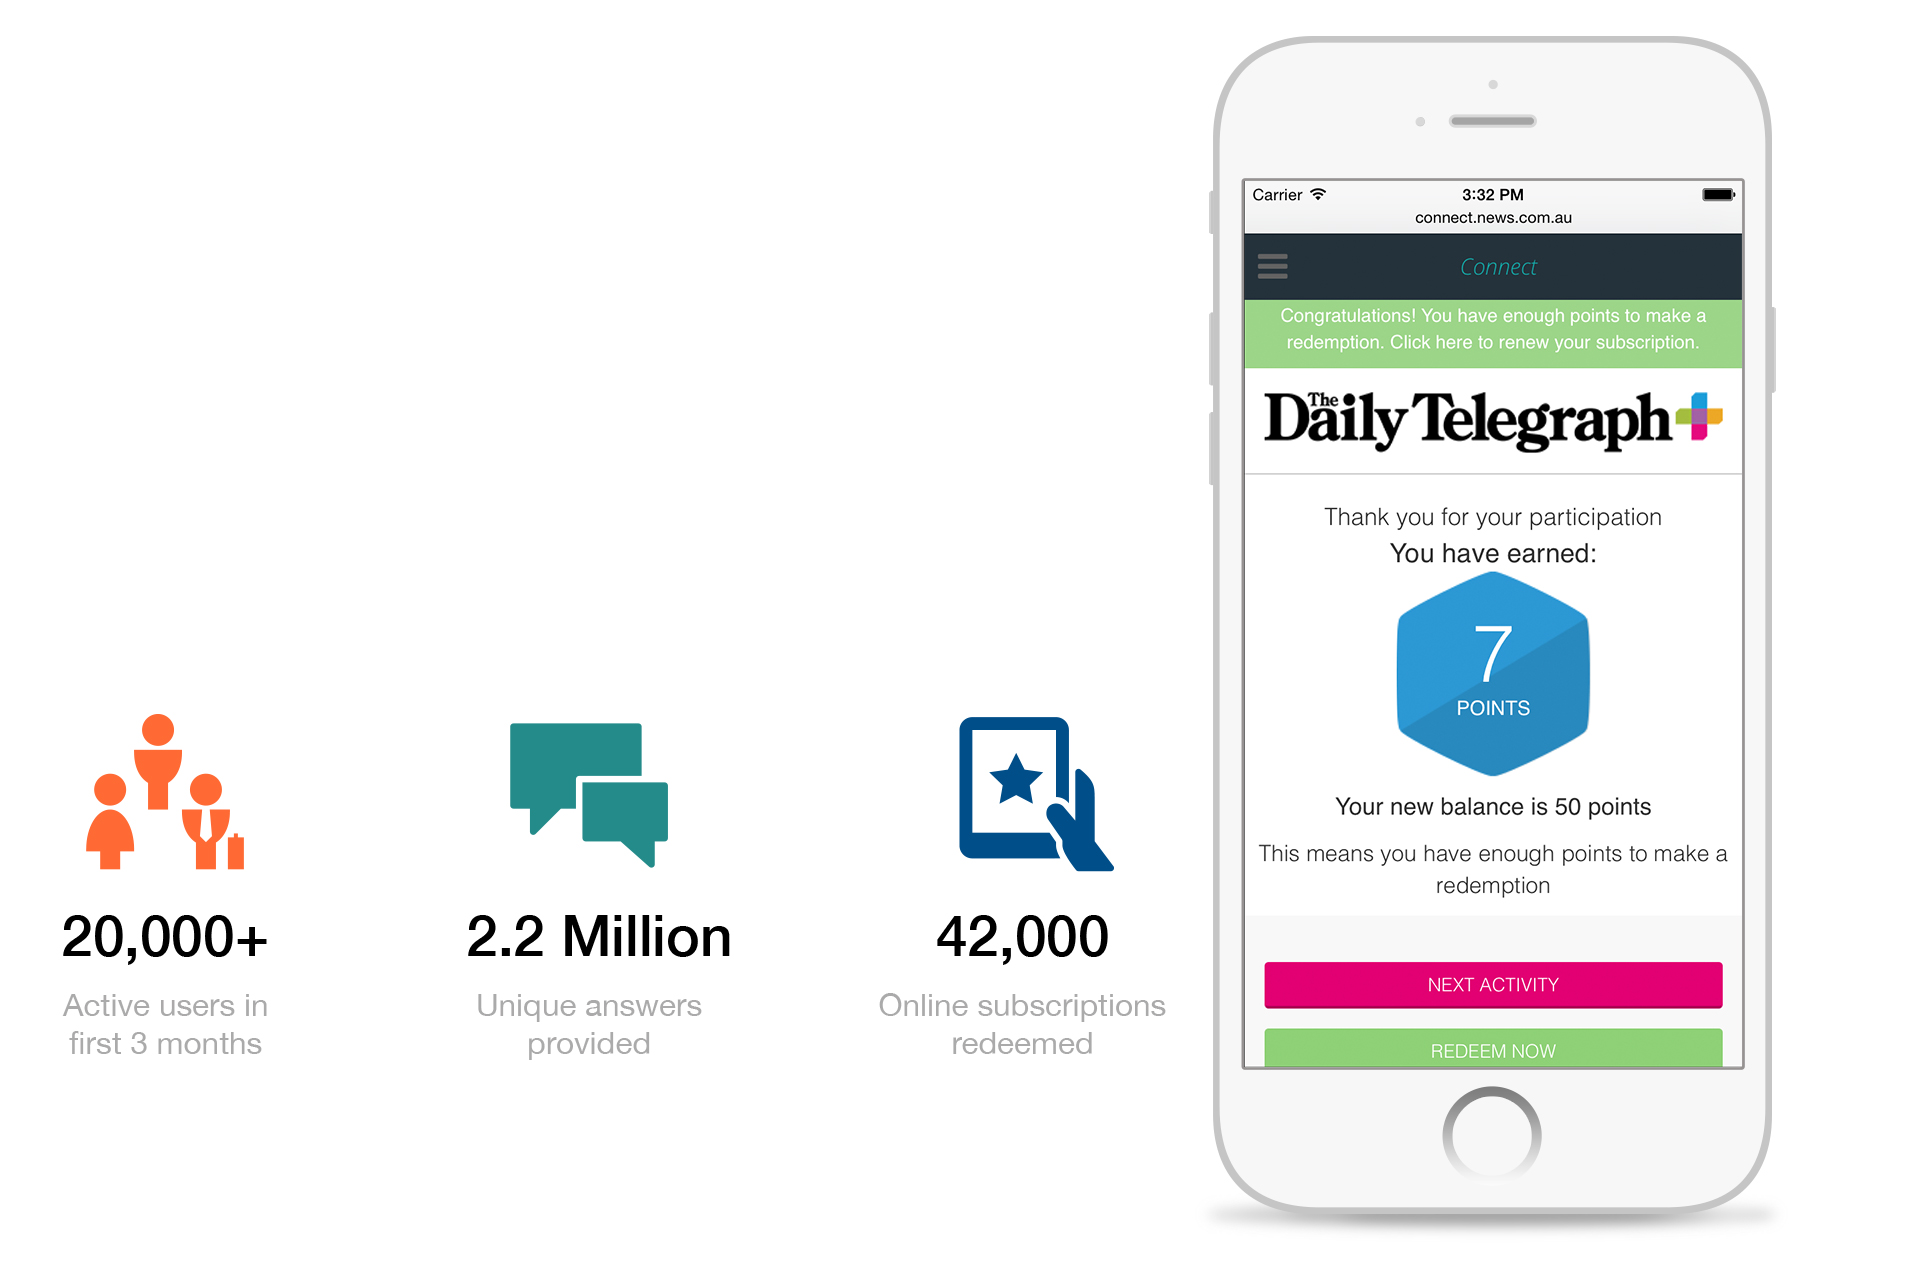 20,000+
Active users in
first 3 months
2.2 Million
Unique answers
provided
42,000
Online subscriptions
redeemed
Carrier 3:32 PM
connect.news.com.au
Connect
Congratulations! You have enough points to make a
redemption. Click here to renew your subscription.
The Daily Telegraph
Thank you for your participation
You have earned:
7
POINTS
Your new balance is 50 points
This means you have enough points to make a
redemption
NEXT ACTIVITY
REDEEM NOW